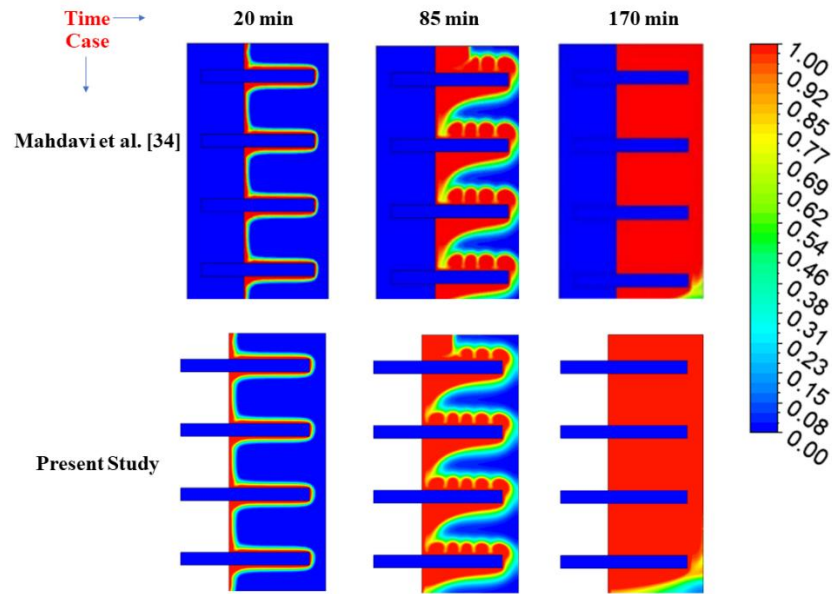 Time
Case
20 min
85 min
170 min
Mahdavi et al. [34]
Present Study
1.00
0.92
0.85
0.77
0.69
0.62
0.54
0.46
0.38
0.31
0.23
0.15
0.08
0.00